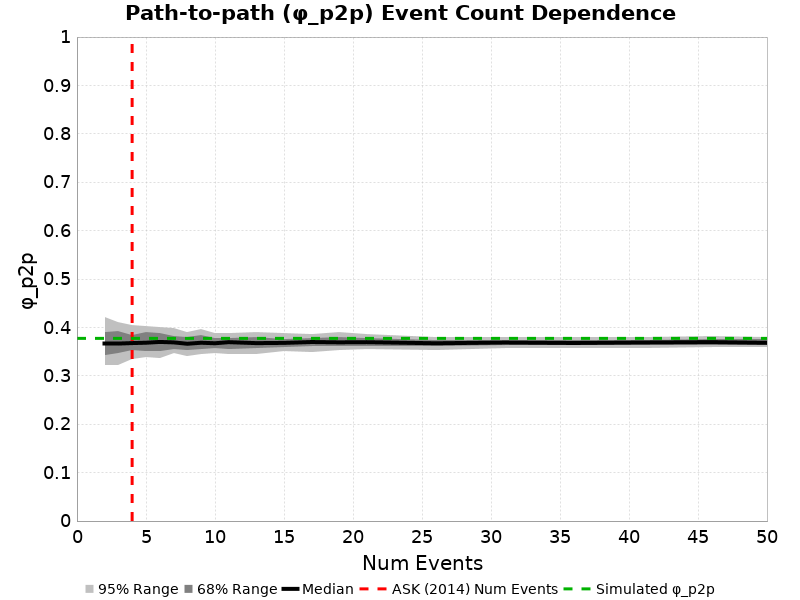 Path-to-path (φ_p2p) Event Count Dependence
1
0.9
0.8
0.7
0.6
0.5
0.4
0.3
0.2
0.1
0
φ_p2p
0 5 10 15 20 25 30 35 40 45 50
Num Events
95% Range 68% Range Median ASK (2014) Num Events Simulated φ_p2p